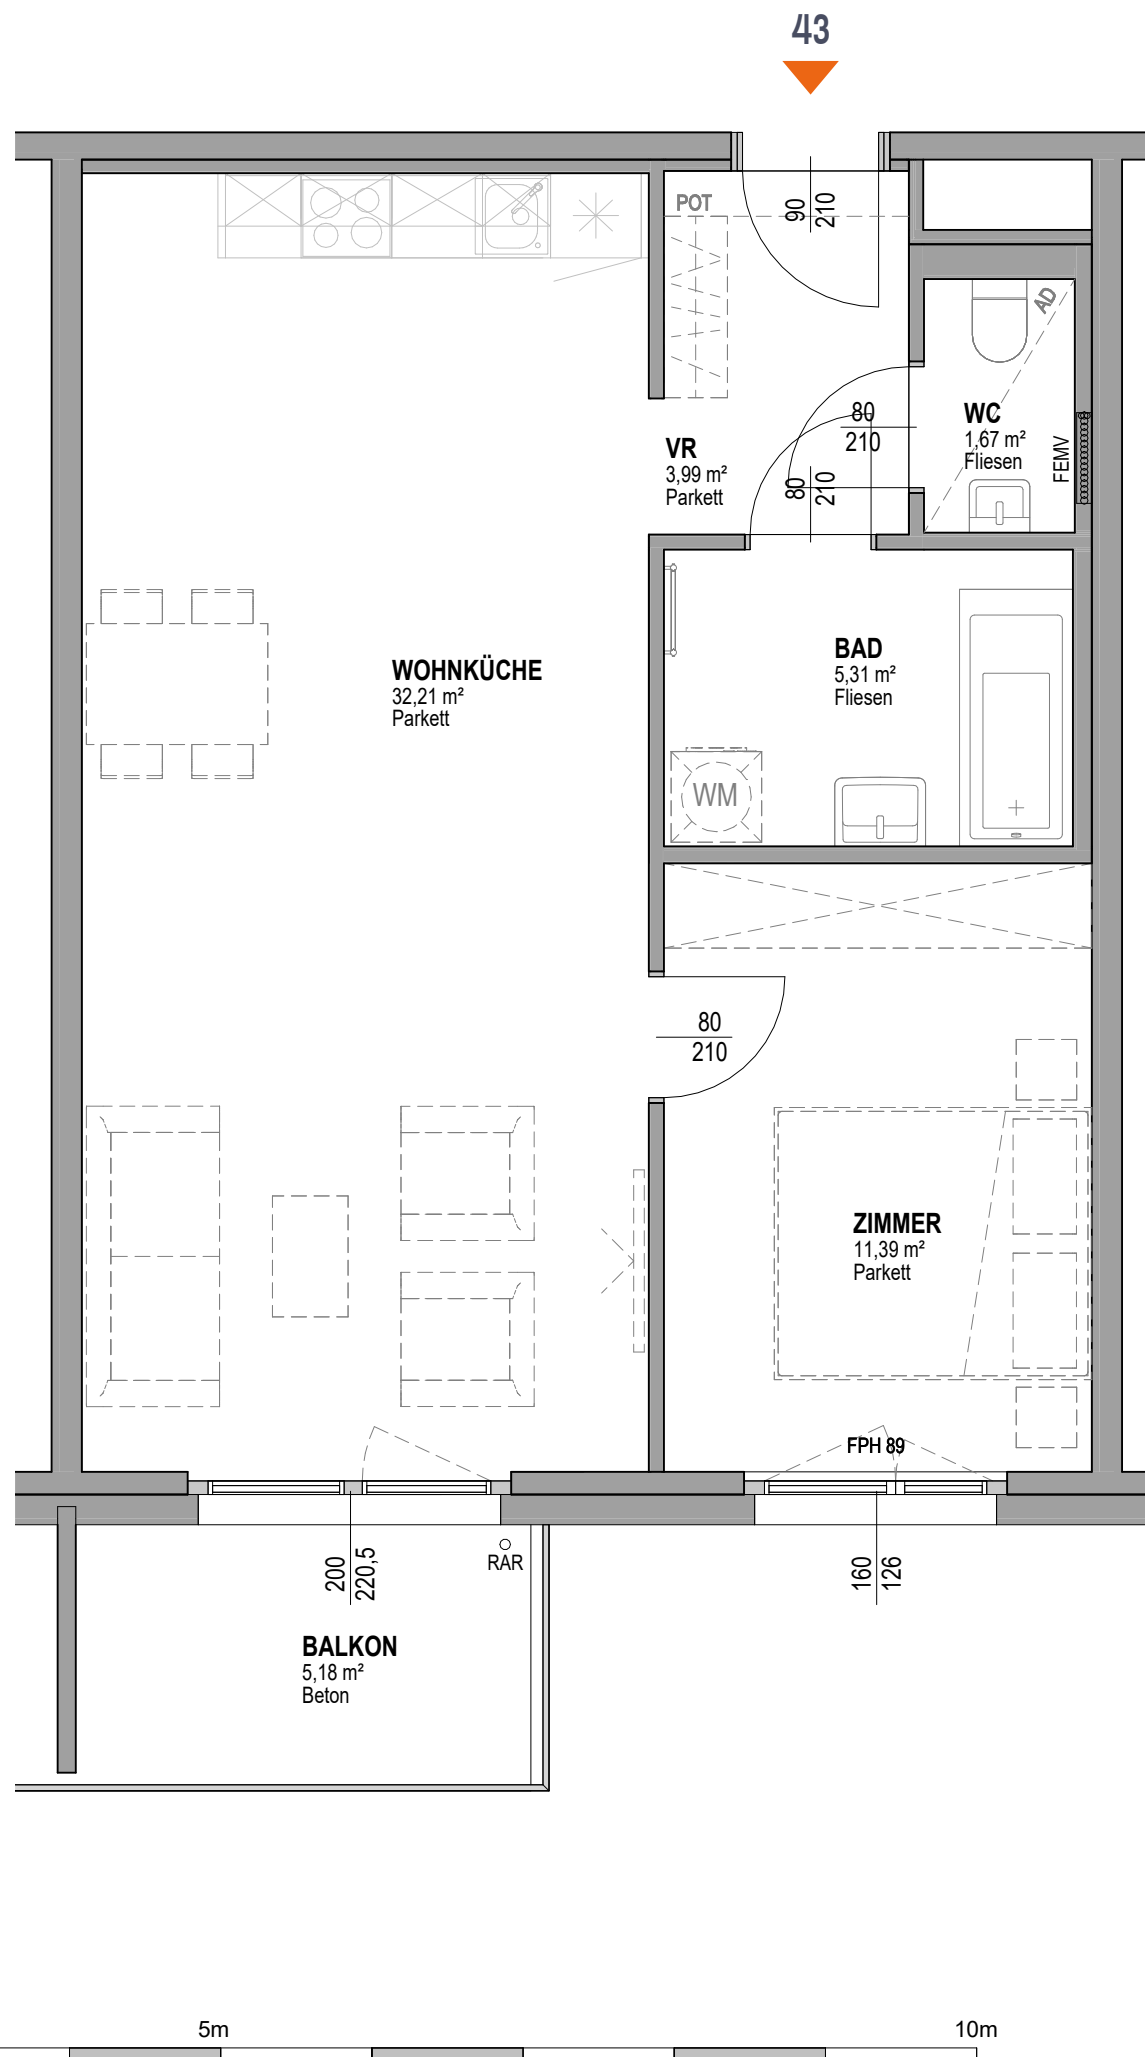 43
POT
90
210
AD
80
210
WC
1,67 m²
Fliesen
FEMV
VR
3,99 m²
Parkett
80
210
BAD
5,31 m²
Fliesen
WOHNKÜCHE
32,21 m²
Parkett
WM
80
210
ZIMMER
11,39 m²
Parkett
FPH 89
200
220,5
RAR
160
126
BALKON
5,18 m²
Beton
5m
10m